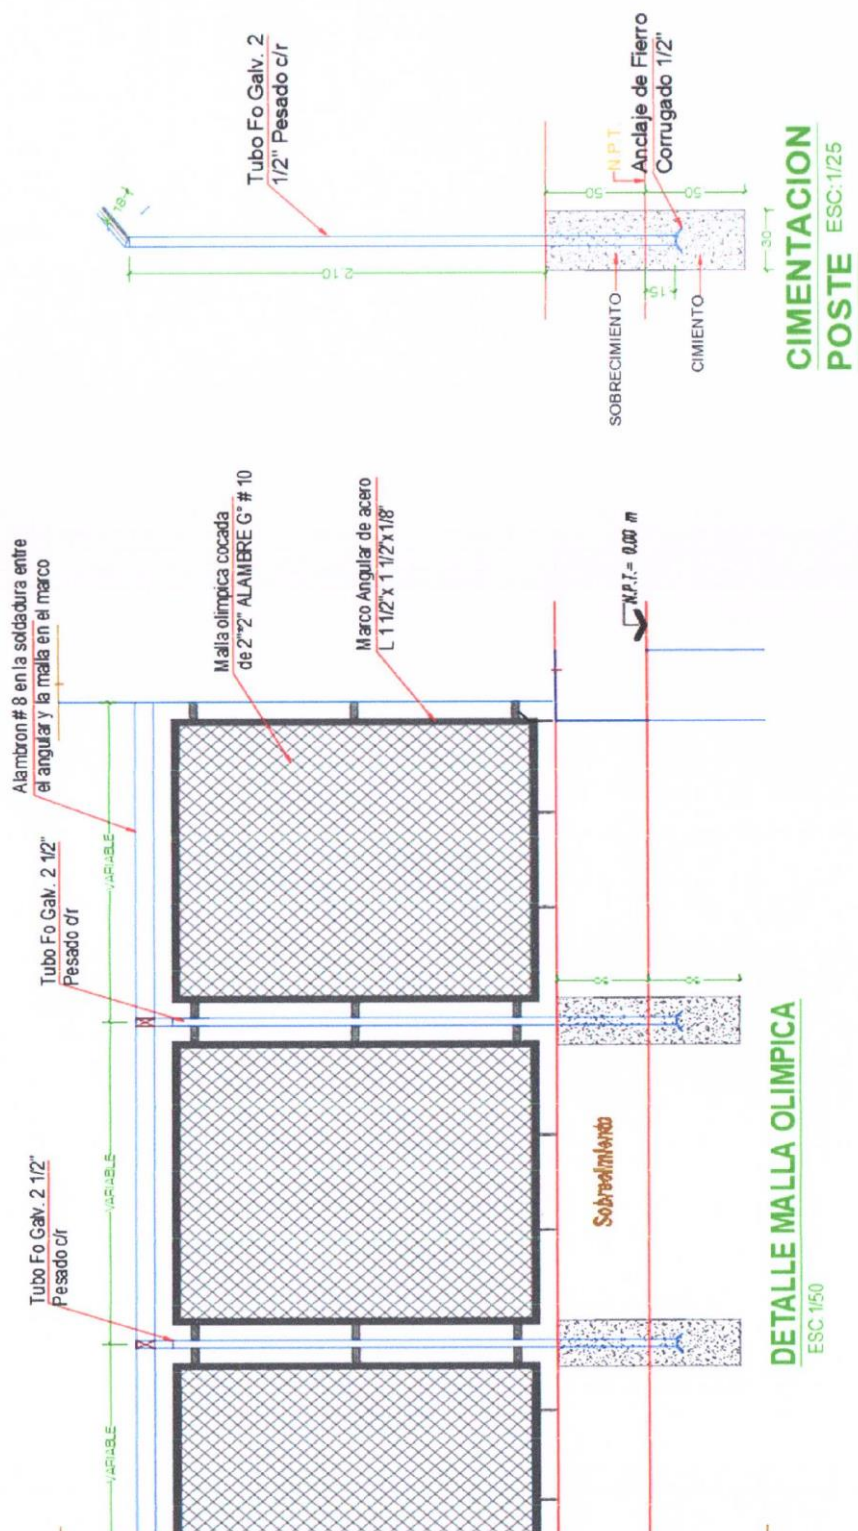 Alambron # 8 en la soldadura entre
el angular y la malla en el marco
Tubo Fo Galv. 2 1/2"
Pesado c/r
Tubo Fo Galv. 2 1/2"
Pesado c/r
VARIABLE
VARIABLE
VARIABLE
Malla olimpica cocada
de 2"*2" ALAMBRE G° # 10
Marco Angular de acero
L 1 1/2"x 1 1/2"x1/8"
N.P.T.= 0.00 m
Sobrecimiento
DETALLE MALLA OLIMPICA
ESC 1/50
Tubo Fo Galv. 2
1/2" Pesado c/r
.18
2.10
N.P.T.
Anclaje de Fierro
Corrugado 1/2"
.50
.50
.15
.30
SOBRECIMIENTO
CIMIENTO
CIMENTACION
POSTE ESC:1/25